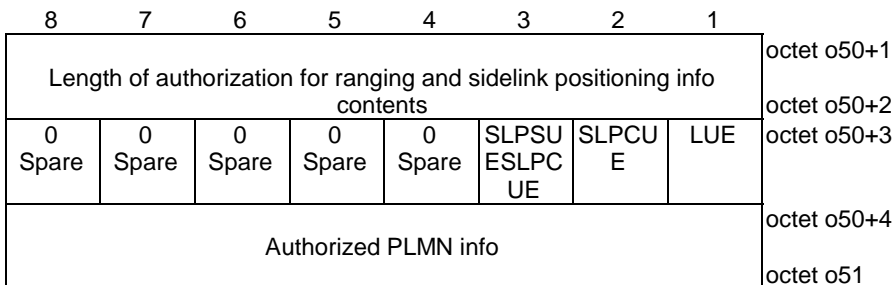 8 7 6 5 4 3 2 1
octet o50+1
Length of authorization for ranging and sidelink positioning info
contents octet o50+2
0 0 0 0 0 SLPSU SLPCU LUE octet o50+3
Spare Spare Spare Spare Spare ESLPC E
UE
octet o50+4
Authorized PLMN info
octet o51